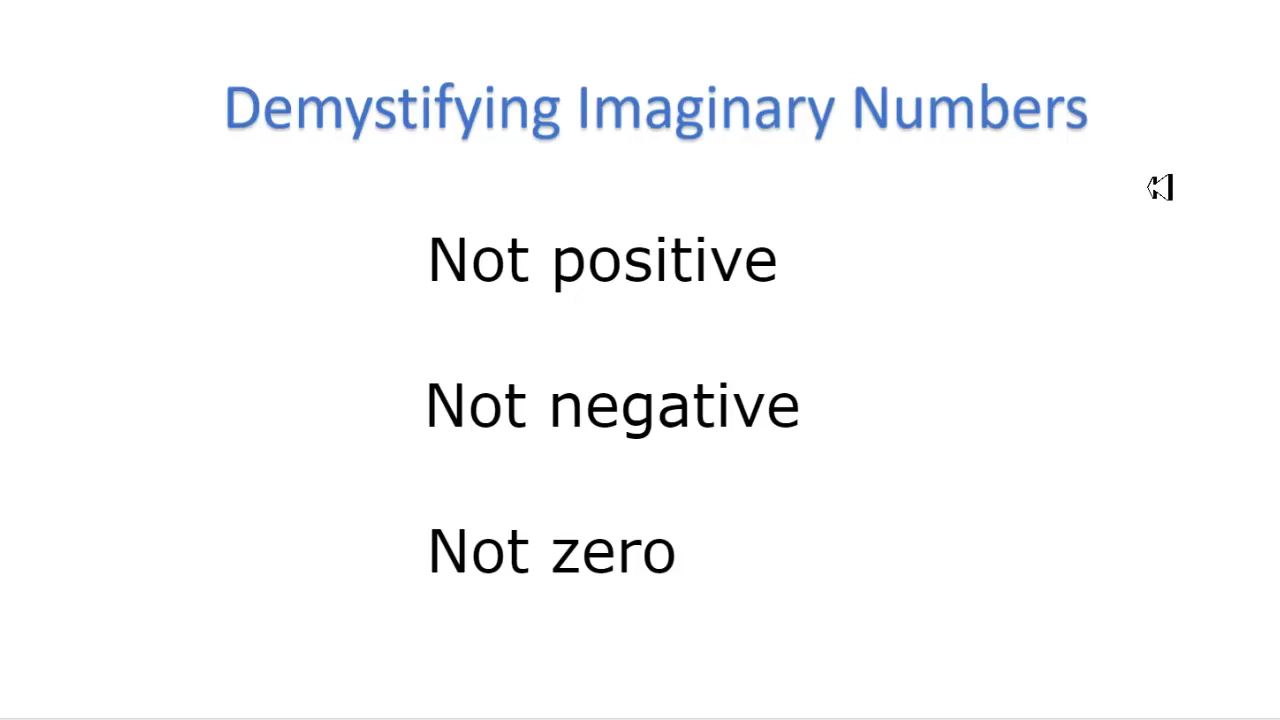 Demystifying Imaginary Numbers
Not positive
Not negative
Not zero